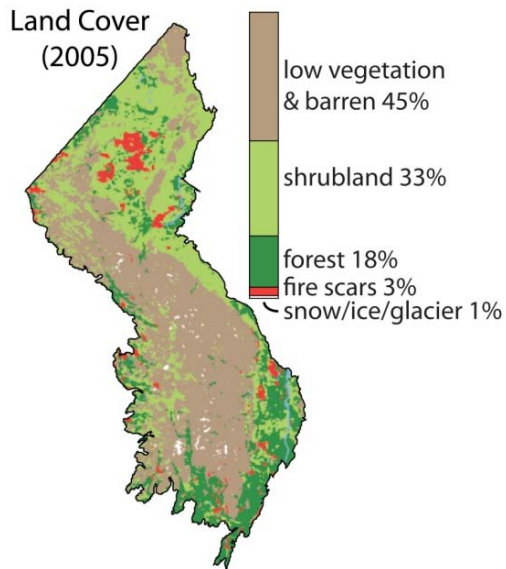 Land Cover
(2005)
low vegetation
& barren 45%
shrubland 33%
forest 18%
fire scars 3%
snow/ice/glacier 1%